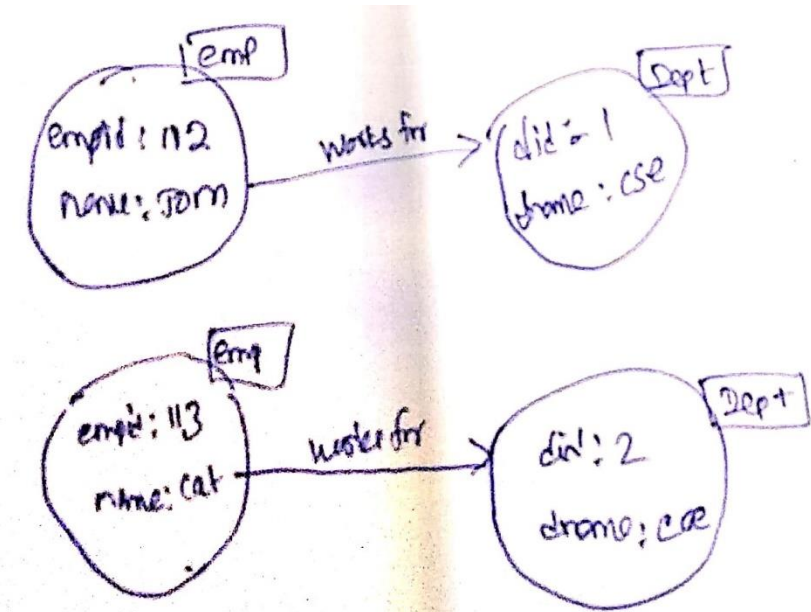 emp
empid: 112
name: Tom
works for
Dept
did: 1
dname: cse
emp
empid: 113
name: Cat
works for
Dept
did: 2
dname: